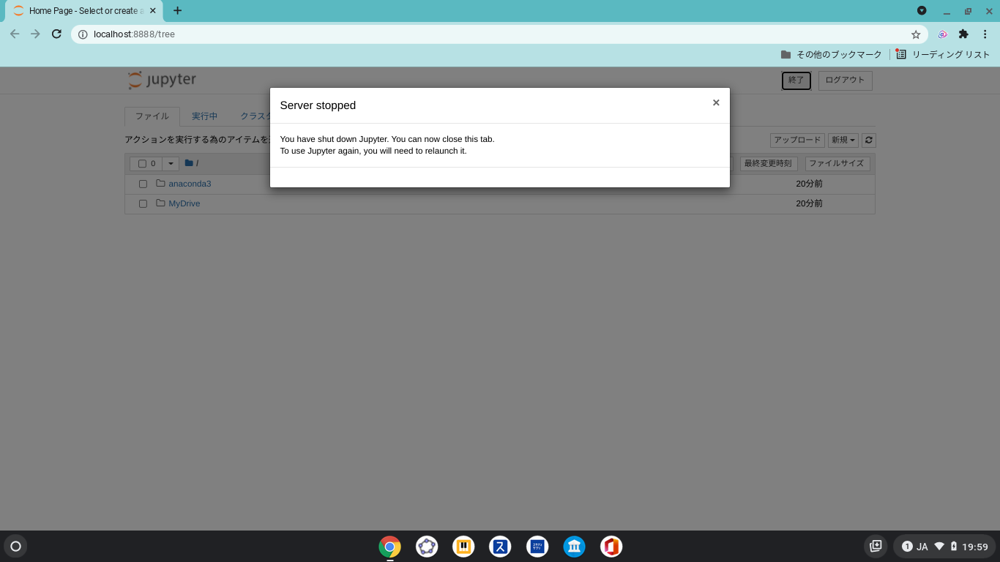 Home Page - Select or create a
localhost:8888/tree
その他のブックマーク
リーディング リスト
jupyter
終了
ログアウト
Server stopped
×
ファイル
実行中
クラスタ
You have shut down Jupyter. You can now close this tab.
To use Jupyter again, you will need to relaunch it.
アクションを実行する為のアイテムを
アップロード
新規
0
/
最終変更時刻
ファイルサイズ
anaconda3
20分前
MyDrive
20分前
1
JA
19:59